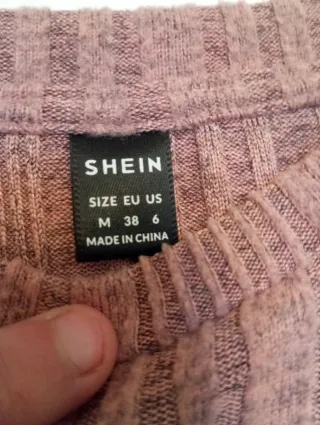 SHEIN
SIZE EU US
M 38 6
MADE IN CHINA